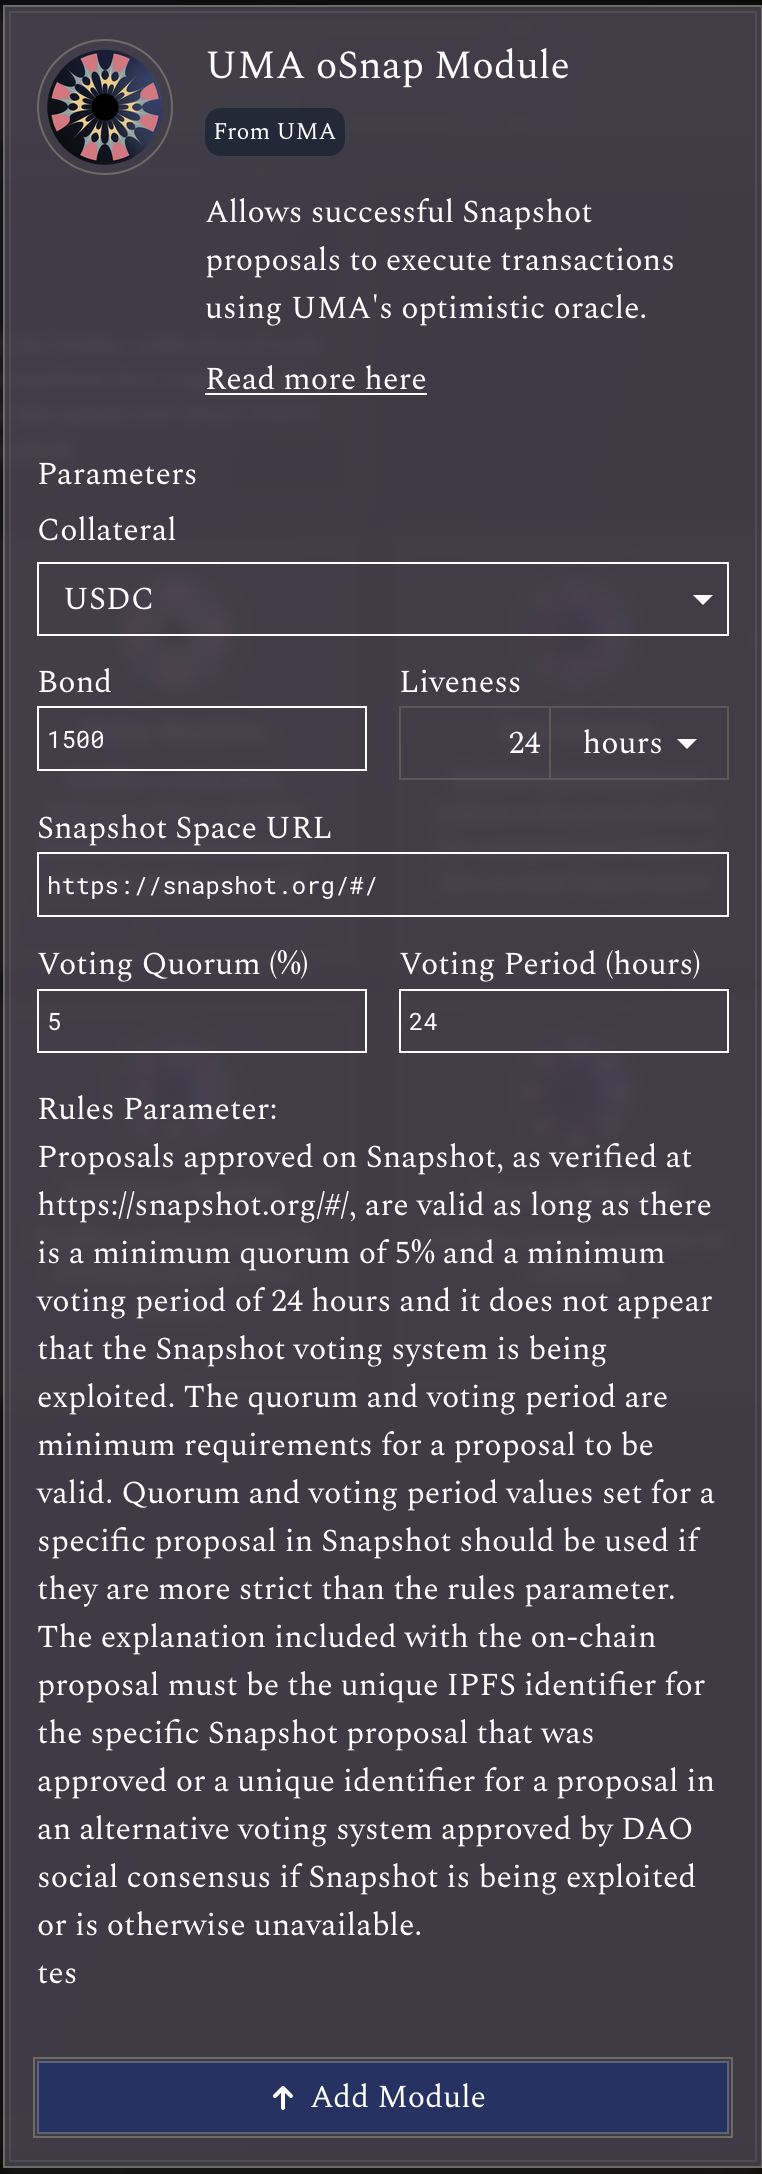 UMA oSnap Module
From UMA
Allows successful Snapshot
proposals to execute transactions
using UMA's optimistic oracle.
Read more here
Parameters
Collateral
USDC
Bond
Liveness
1500
24
hours
Snapshot Space URL
https://snapshot.org/#/
Voting Quorum (%)
Voting Period (hours)
5
24
Rules Parameter:
Proposals approved on Snapshot, as verified at
https://snapshot.org/#/, are valid as long as there
is a minimum quorum of 5% and a minimum
voting period of 24 hours and it does not appear
that the Snapshot voting system is being
exploited. The quorum and voting period are
minimum requirements for a proposal to be
valid. Quorum and voting period values set for a
specific proposal in Snapshot should be used if
they are more strict than the rules parameter.
The explanation included with the on-chain
proposal must be the unique IPFS identifier for
the specific Snapshot proposal that was
approved or a unique identifier for a proposal in
an alternative voting system approved by DAO
social consensus if Snapshot is being exploited
or is otherwise unavailable.
tes
Add Module